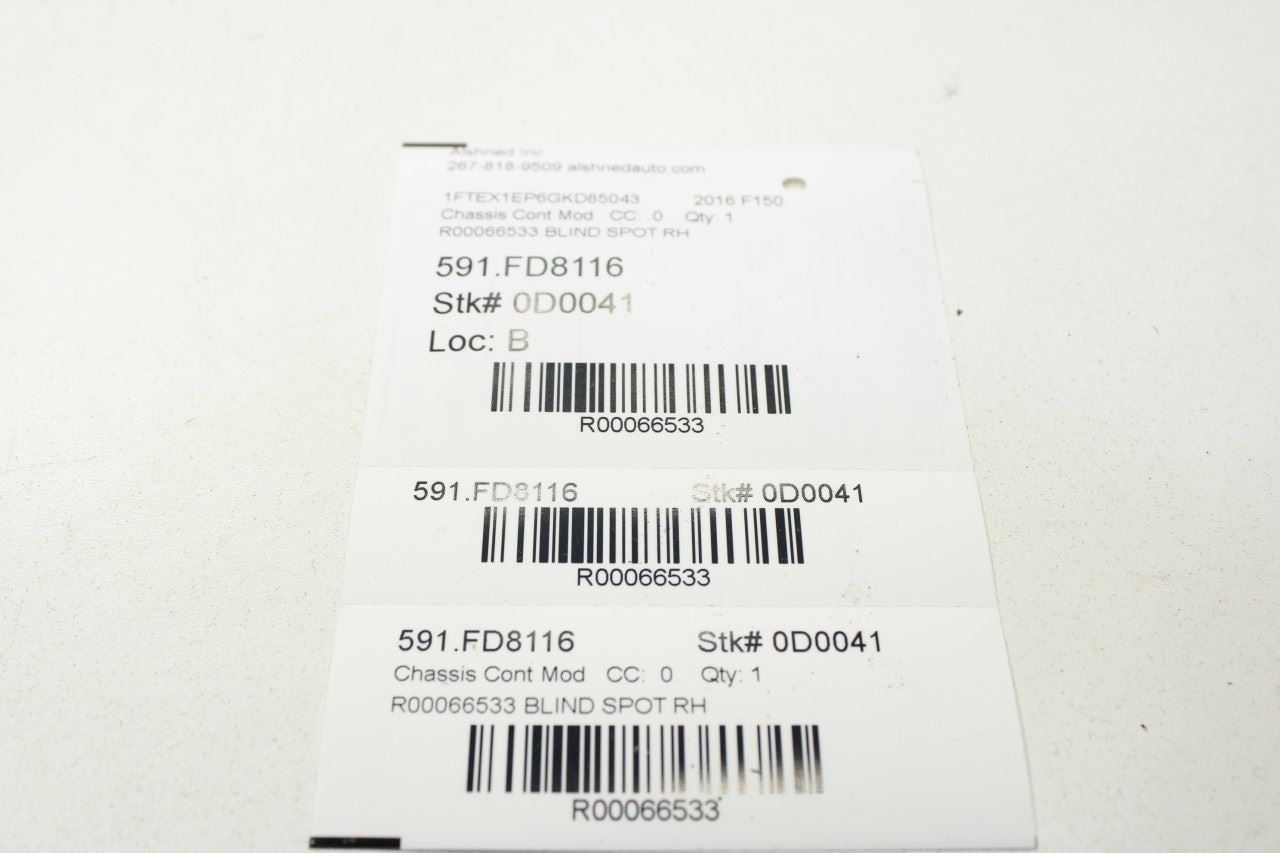 Alshned Inc
267-818-9509 alshnedauto.com
1FTEX1EP6GKD85043 2016 F150
Chassis Cont Mod CC: 0 Qty: 1
R00066533 BLIND SPOT RH
591.FD8116
Stk# 0D0041
Loc: B
R00066533
591.FD8116 Stk# 0D0041
R00066533
591.FD8116 Stk# 0D0041
Chassis Cont Mod CC: 0 Qty: 1
R00066533 BLIND SPOT RH
R00066533